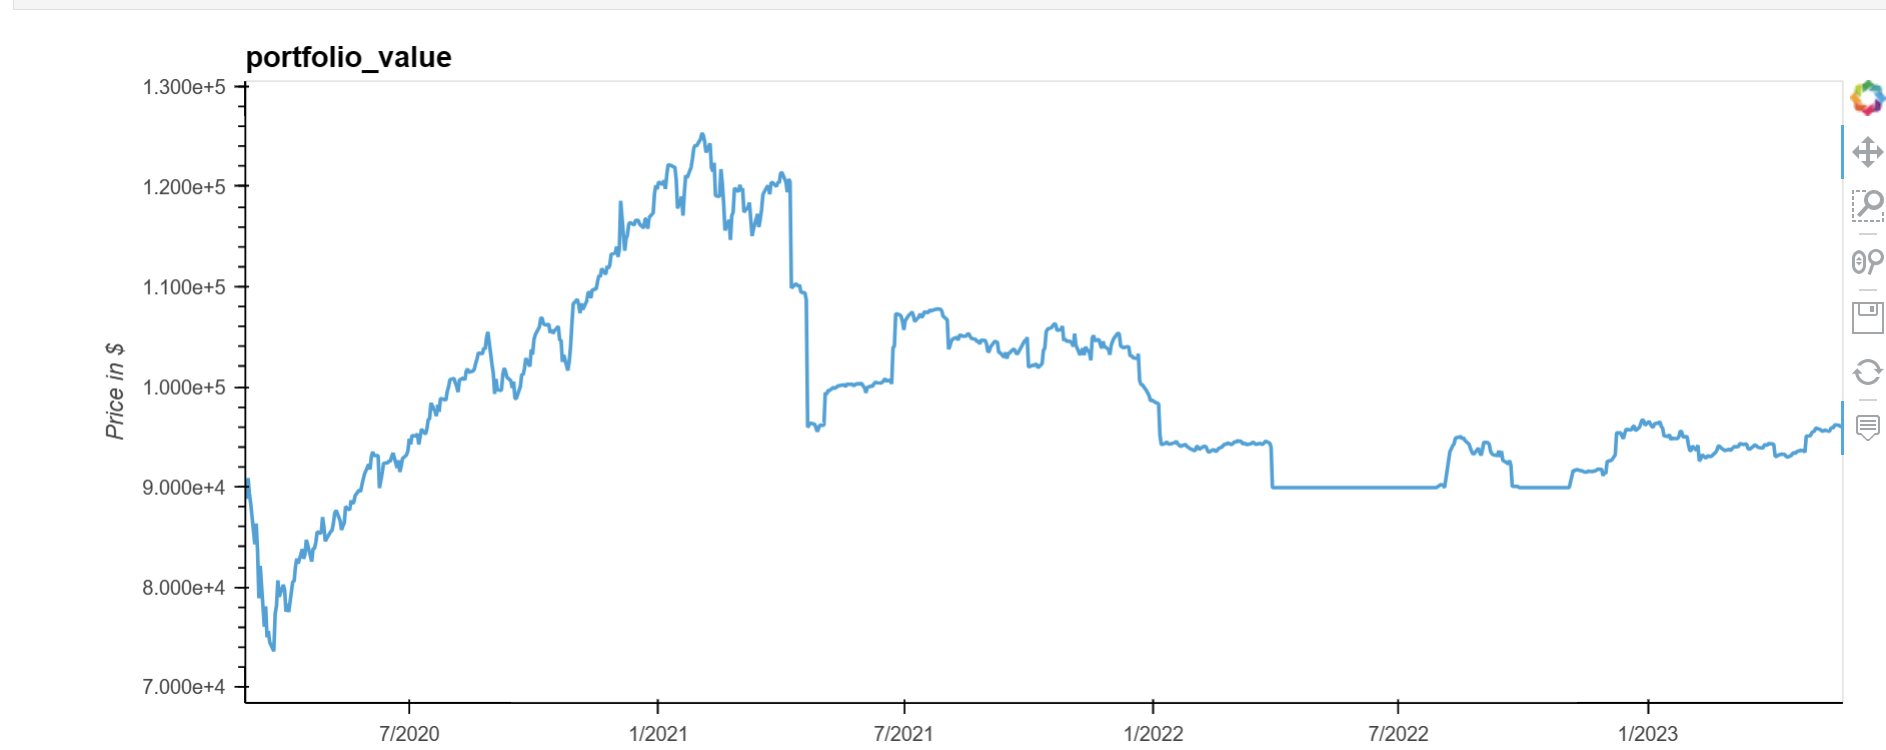 portfolio_value
1.300e+5
1.200e+5
1.100e+5
1.000e+5
9.000e+4
8.000e+4
7.000e+4
Price in $
7/2020 1/2021 7/2021 1/2022 7/2022 1/2023